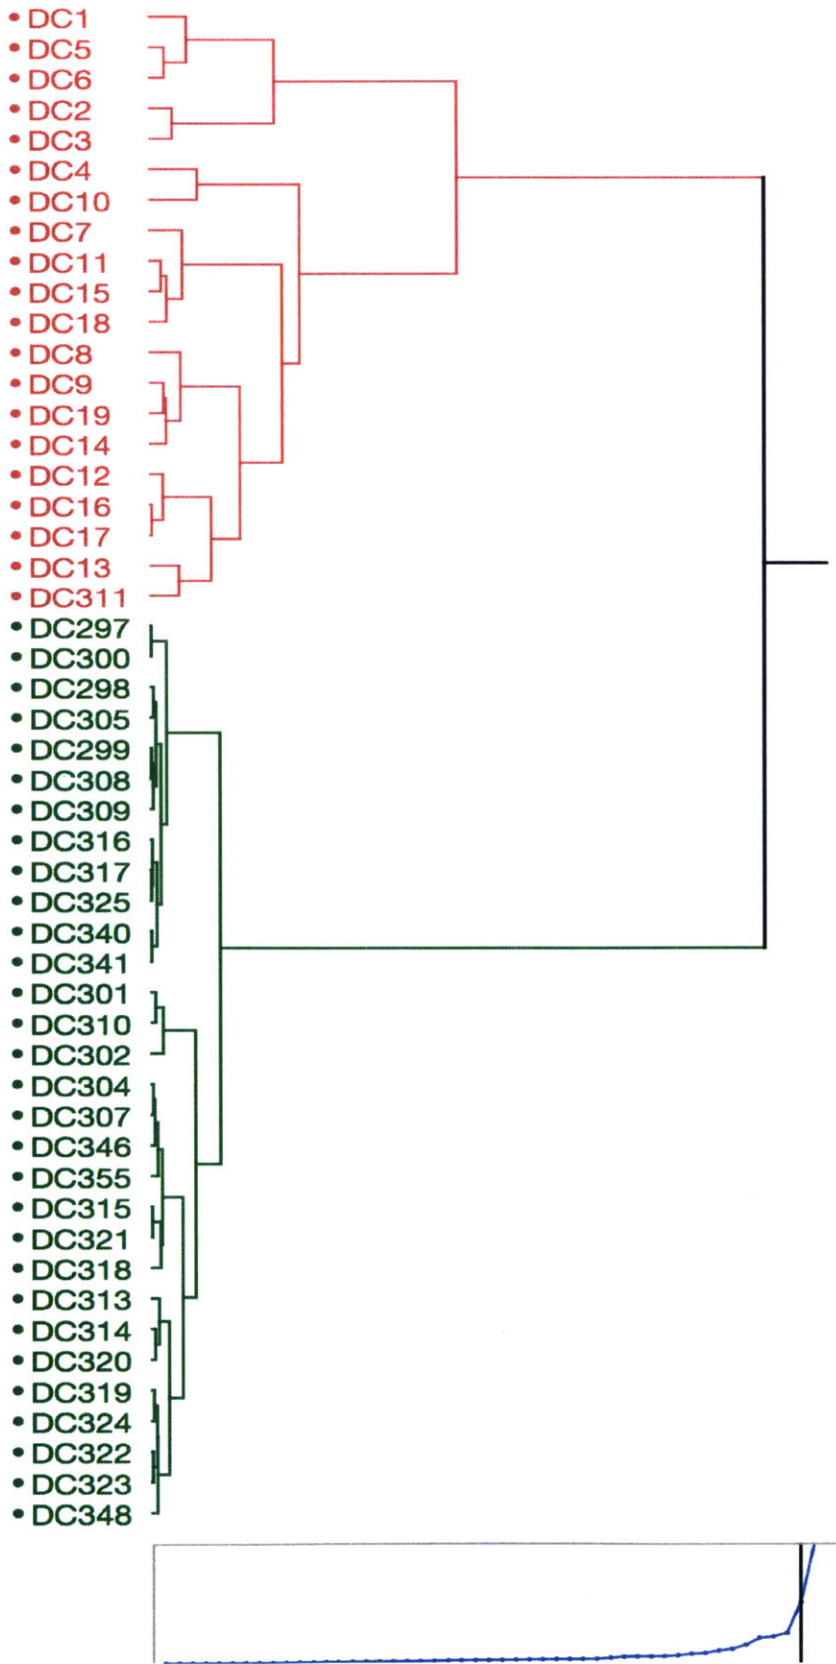 • DC1
• DC5
• DC6
• DC2
• DC3
• DC4
• DC10
• DC7
• DC11
• DC15
• DC18
• DC8
• DC9
• DC19
• DC14
• DC12
• DC16
• DC17
• DC13
• DC311
• DC297
• DC300
• DC298
• DC305
• DC299
• DC308
• DC309
• DC316
• DC317
• DC325
• DC340
• DC341
• DC301
• DC310
• DC302
• DC304
• DC307
• DC346
• DC355
• DC315
• DC321
• DC318
• DC313
• DC314
• DC320
• DC319
• DC324
• DC322
• DC323
• DC348